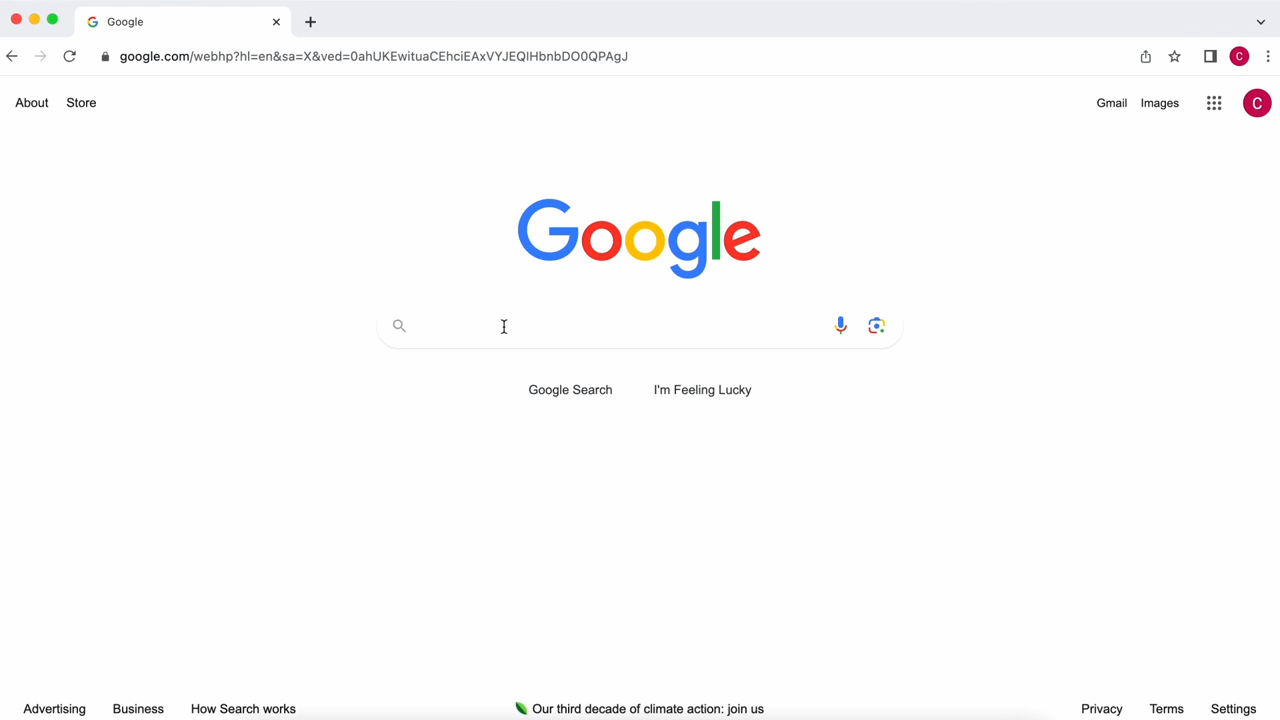 Google
google.com/webhp?hl=en&sa=X&ved=0ahUKEwituaCEhciEAxVYJEQIHbnbDO0QPAgJ
C
About Store Gmail Images C
Google
Google Search I'm Feeling Lucky
Advertising Business How Search works Our third decade of climate action: join us Privacy Terms Settings